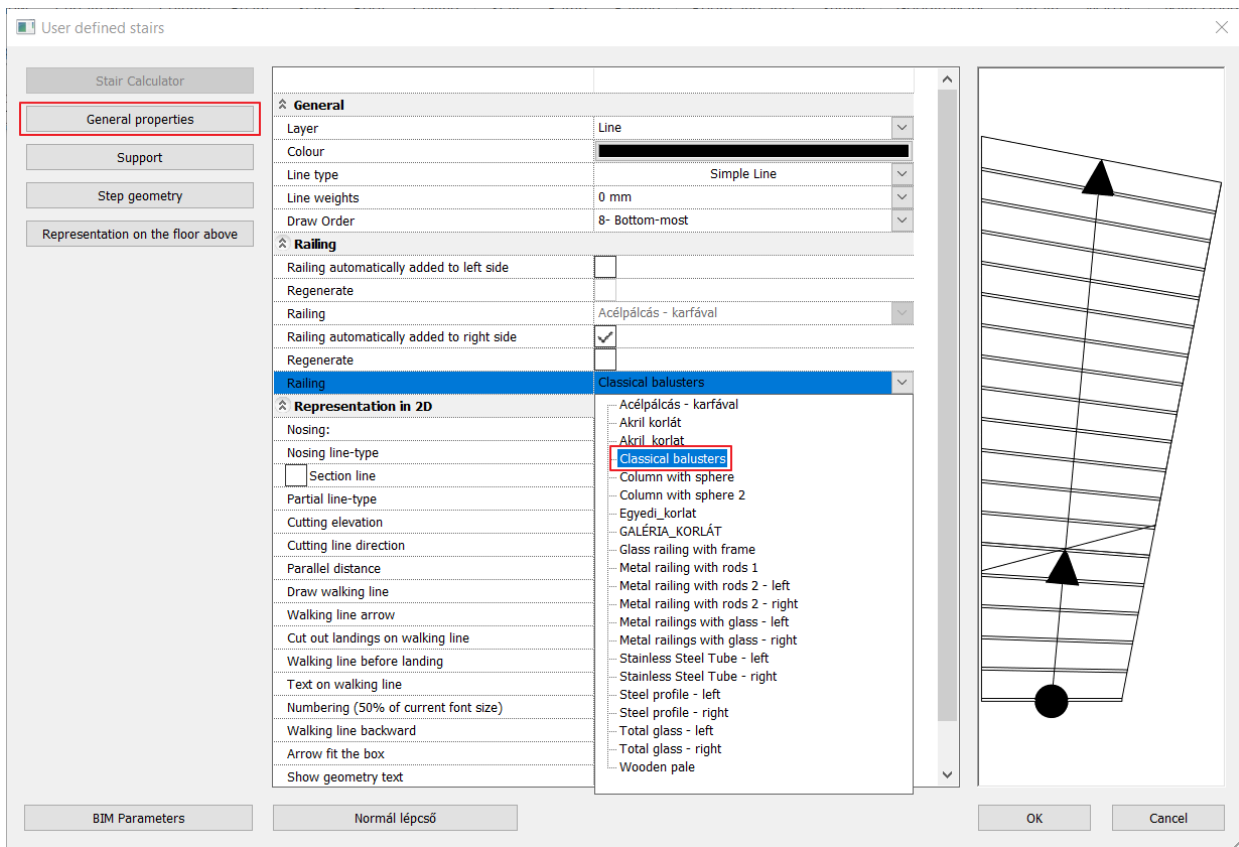 User defined stairs
Stair Calculator
General properties
Support
Step geometry
Representation on the floor above
General
Layer Line
Colour
Line type Simple Line
Line weights 0 mm
Draw Order 8- Bottom-most
Railing
Railing automatically added to left side
Regenerate
Railing Acélpálcás - karfával
Railing automatically added to right side
Regenerate
Railing Classical balusters
Representation in 2D
Nosing:
Nosing line-type
Section line
Partial line-type
Cutting elevation
Cutting line direction
Parallel distance
Draw walking line
Walking line arrow
Cut out landings on walking line
Walking line before landing
Text on walking line
Numbering (50% of current font size)
Walking line backward
Arrow fit the box
Show geometry text
Acélpálcás - karfával
Akril korlát
Akril_korlat
Classical balusters
Column with sphere
Column with sphere 2
Egyedi_korlat
GALÉRIA_KORLÁT
Glass railing with frame
Metal railing with rods 1
Metal railing with rods 2 - left
Metal railing with rods 2 - right
Metal railings with glass - left
Metal railings with glass - right
Stainless Steel Tube - left
Stainless Steel Tube - right
Steel profile - left
Steel profile - right
Total glass - left
Total glass - right
Wooden pale
BIM Parameters
Normál lépcső
OK
Cancel